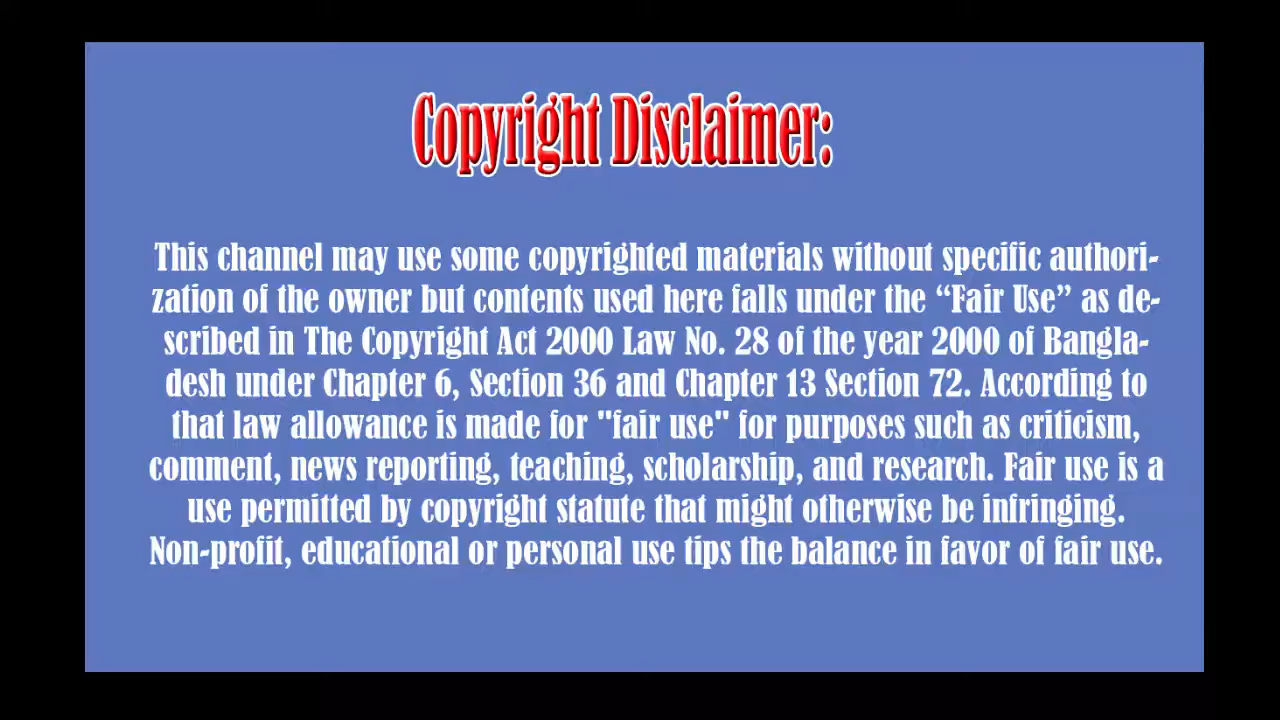 Copyright Disclaimer:
This channel may use some copyrighted materials without specific authori-
zation of the owner but contents used here falls under the “Fair Use” as de-
scribed in The Copyright Act 2000 Law No. 28 of the year 2000 of Bangla-
desh under Chapter 6, Section 36 and Chapter 13 Section 72. According to
that law allowance is made for "fair use" for purposes such as criticism,
comment, news reporting, teaching, scholarship, and research. Fair use is a
use permitted by copyright statute that might otherwise be infringing.
Non-profit, educational or personal use tips the balance in favor of fair use.